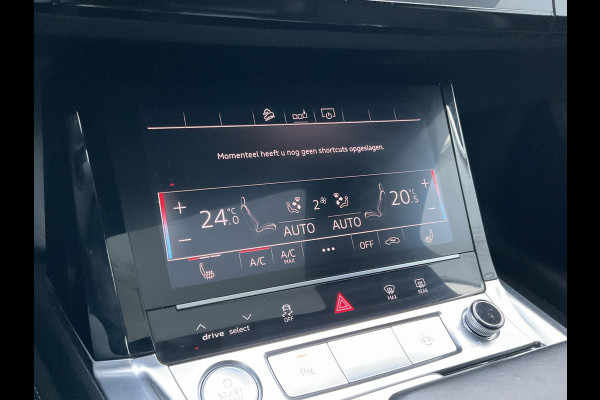 Momenteel heeft u nog geen shortcuts opgeslagen.
+ 24.0 °C 2 20.5 °C +
− AUTO AUTO −
A/C A/C MAX ••• OFF
drive select OFF MAX REAR
START
P